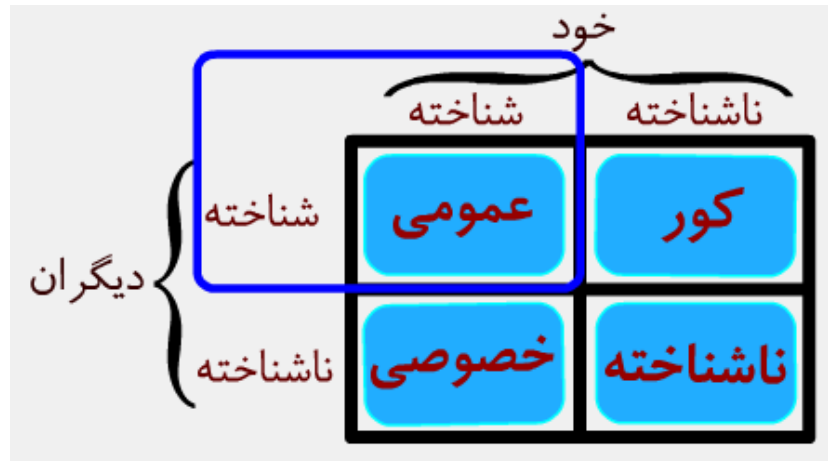 خود
شناخته ناشناخته
شناخته عمومی کور
دیگران
ناشناخته خصوصی ناشناخته